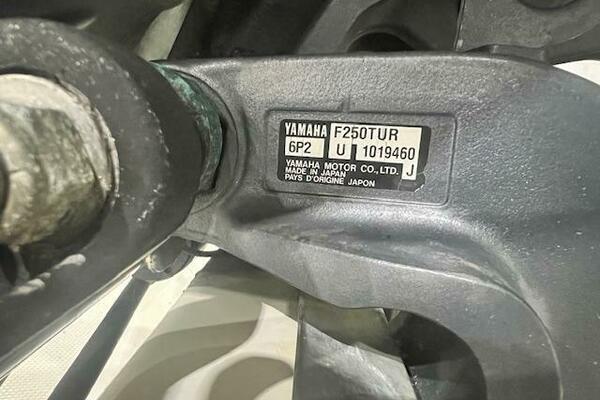 YAMAHA F250TUR
6P2 U 1019460
YAMAHA MOTOR CO., LTD. J
MADE IN JAPAN
PAYS D'ORIGINE JAPON